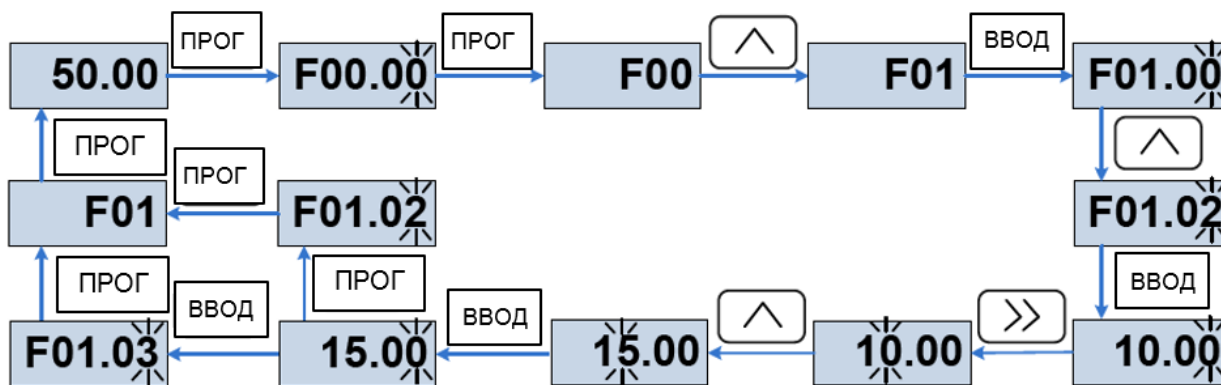 ПРОГ
ПРОГ
ВВОД
50.00
F00.00
F00
F01
F01.00
ПРОГ
ПРОГ
F01
F01.02
F01.02
ПРОГ
ВВОД
ПРОГ
ВВОД
ВВОД
F01.03
15.00
15.00
10.00
10.00